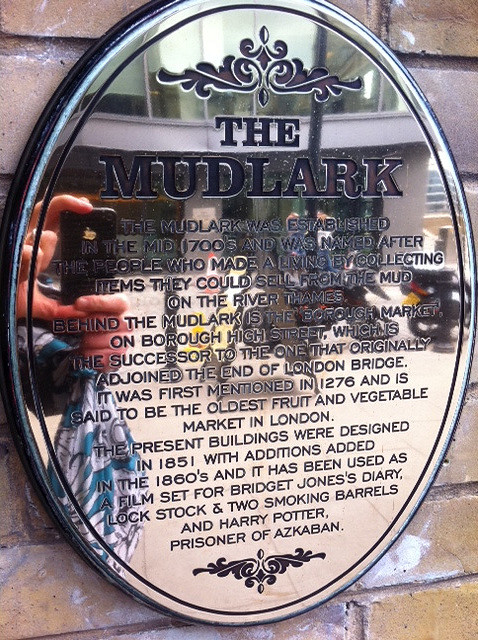 THE
MUDLARK
THE MUDLARK WAS ESTABLISHED
IN THE MID 1700'S AND WAS NAMED AFTER
THE PEOPLE WHO MADE A LIVING BY COLLECTING
ITEMS THEY COULD SELL FROM THE MUD
ON THE RIVER THAMES.
BEHIND THE MUDLARK IS THE BOROUGH MARKET,
ON BOROUGH HIGH STREET, WHICH IS
THE SUCCESSOR TO THE ONE THAT ORIGINALLY
ADJOINED THE END OF LONDON BRIDGE.
IT WAS FIRST MENTIONED IN 1276 AND IS
SAID TO BE THE OLDEST FRUIT AND VEGETABLE
MARKET IN LONDON.
THE PRESENT BUILDINGS WERE DESIGNED
IN 1851 WITH ADDITIONS ADDED
IN THE 1860'S AND IT HAS BEEN USED AS
A FILM SET FOR BRIDGET JONES'S DIARY,
LOCK STOCK & TWO SMOKING BARRELS
AND HARRY POTTER,
PRISONER OF AZKABAN.